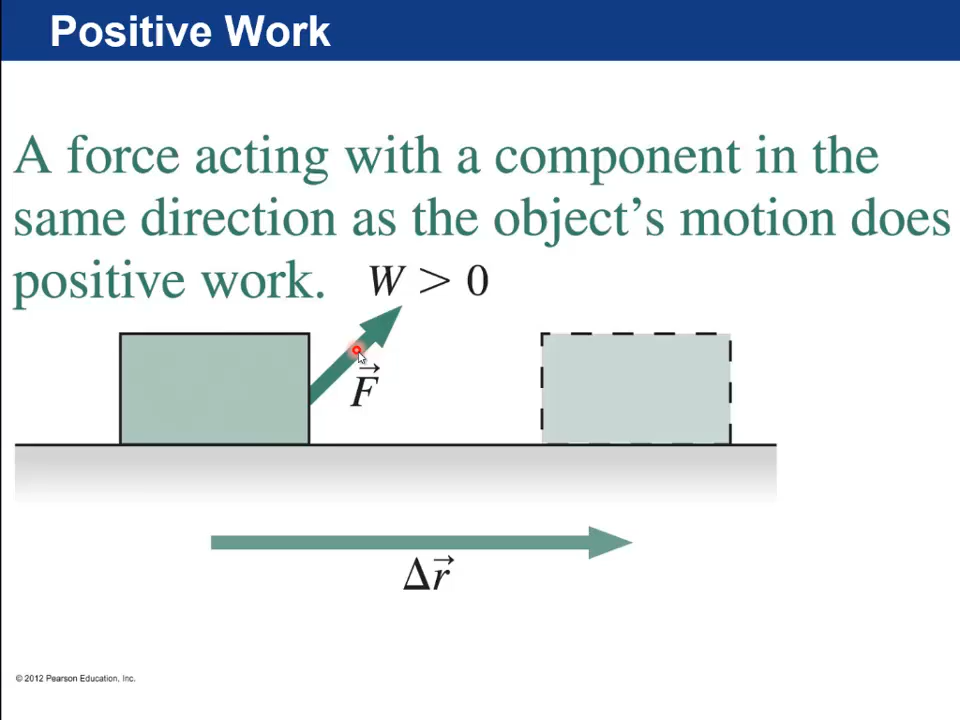 Positive Work
A force acting with a component in the
same direction as the object’s motion does
positive work. W > 0
F⃗
Δr⃗
© 2012 Pearson Education, Inc.